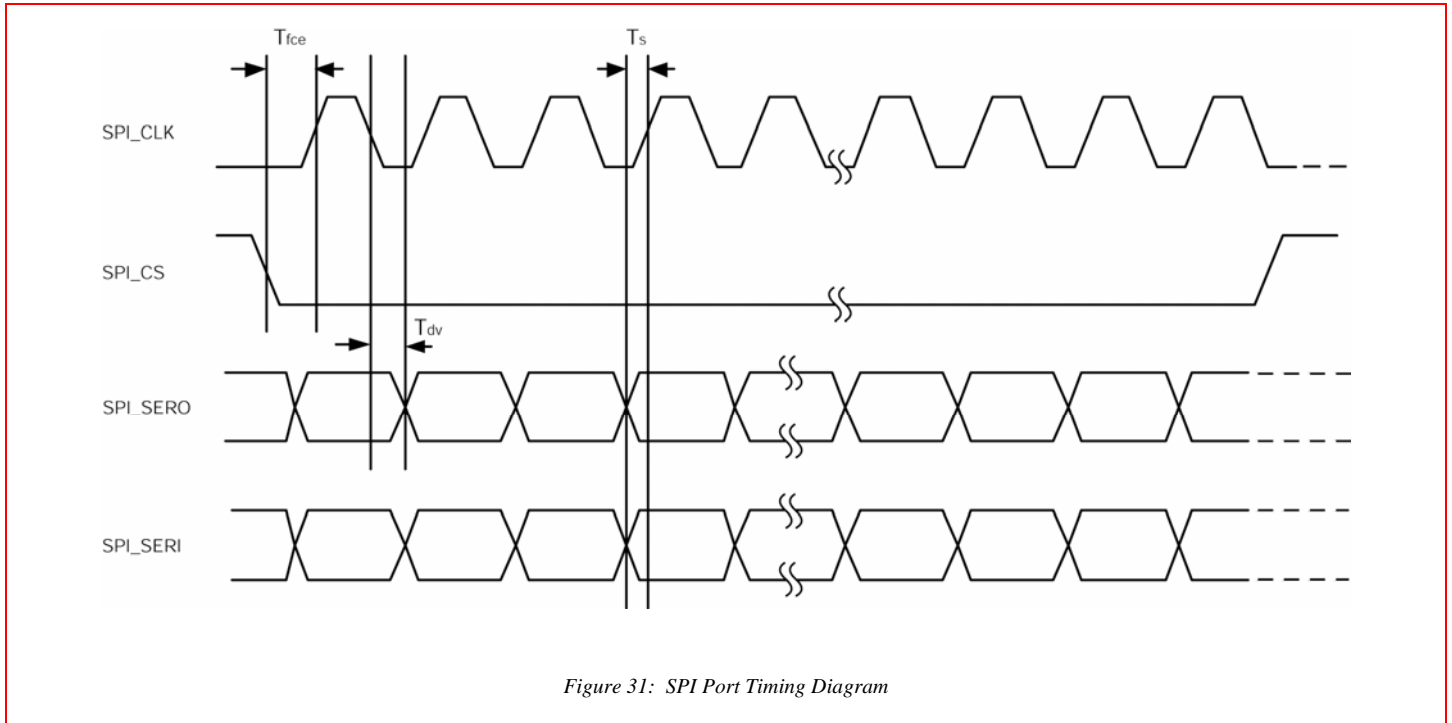 Tfce
Ts
SPI_CLK
SPI_CS
Tdv
SPI_SERO
SPI_SERI
Figure 31: SPI Port Timing Diagram